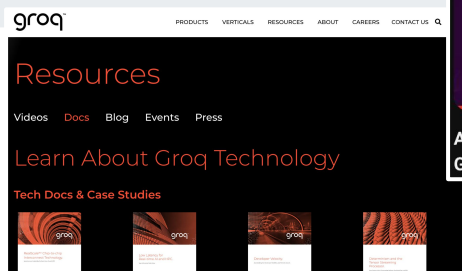 groq™
PRODUCTS VERTICALS RESOURCES ABOUT CAREERS CONTACT US
Resources
Videos Docs Blog Events Press
Learn About Groq Technology
Tech Docs & Case Studies
groq groq groq groq
A
G